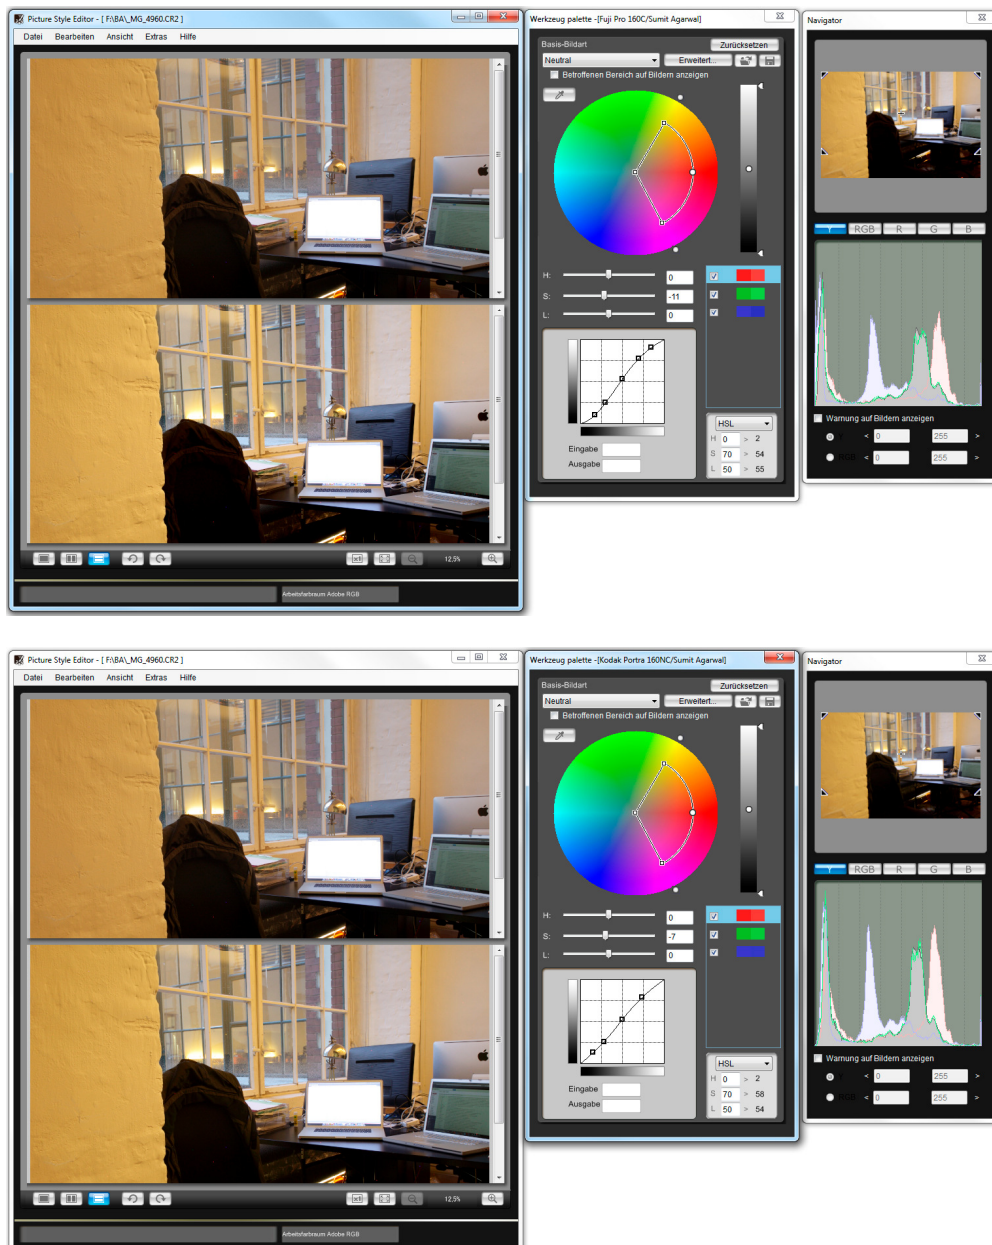 Picture Style Editor - [ F:\BA\_MG_4960.CR2 ]
Datei Bearbeiten Ansicht Extras Hilfe
12.5%
Arbeitsfarbraum Adobe RGB
Werkzeug palette -[Fuji Pro 160C/Sumit Agarwal]
Basis-Bildart
Zurücksetzen
Neutral
Erweitert...
Betroffenen Bereich auf Bildern anzeigen
H: 0
S: -11
L: 0
HSL
H 0 > 2
S 70 > 54
L 50 > 55
Eingabe
Ausgabe
Navigator
Y RGB R G B
Warnung auf Bildern anzeigen
Y < 0 255 >
RGB < 0 255 >
Picture Style Editor - [ F:\BA\_MG_4960.CR2 ]
Datei Bearbeiten Ansicht Extras Hilfe
12.5%
Arbeitsfarbraum Adobe RGB
Werkzeug palette -[Kodak Portra 160NC/Sumit Agarwal]
Basis-Bildart
Zurücksetzen
Neutral
Erweitert...
Betroffenen Bereich auf Bildern anzeigen
H: 0
S: -7
L: 0
HSL
H 0 > 2
S 70 > 58
L 50 > 54
Eingabe
Ausgabe
Navigator
Y RGB R G B
Warnung auf Bildern anzeigen
Y < 0 255 >
RGB < 0 255 >